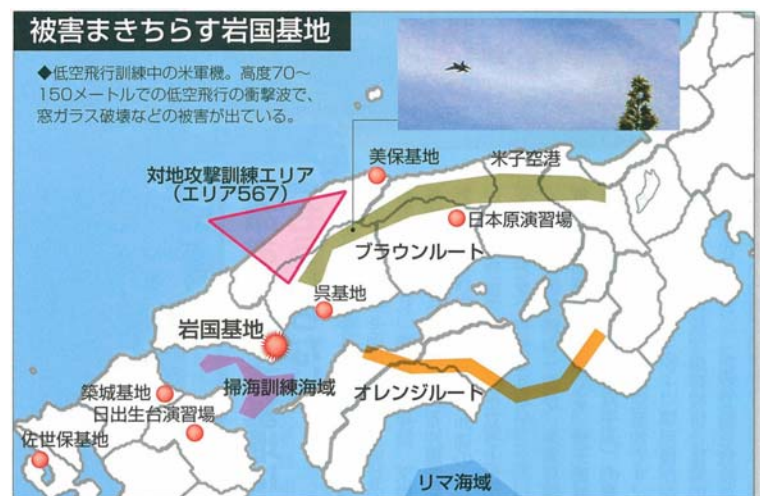 被害まきちらす岩国基地
◆低空飛行訓練中の米軍機。高度70〜
150メートルでの低空飛行の衝撃波で、
窓ガラス破壊などの被害が出ている。
美保基地
米子空港
対地攻撃訓練エリア
（エリア567）
日本原演習場
ブラウンルート
呉基地
岩国基地
掃海訓練海域
オレンジルート
築城基地
日出生台演習場
佐世保基地
リマ海域